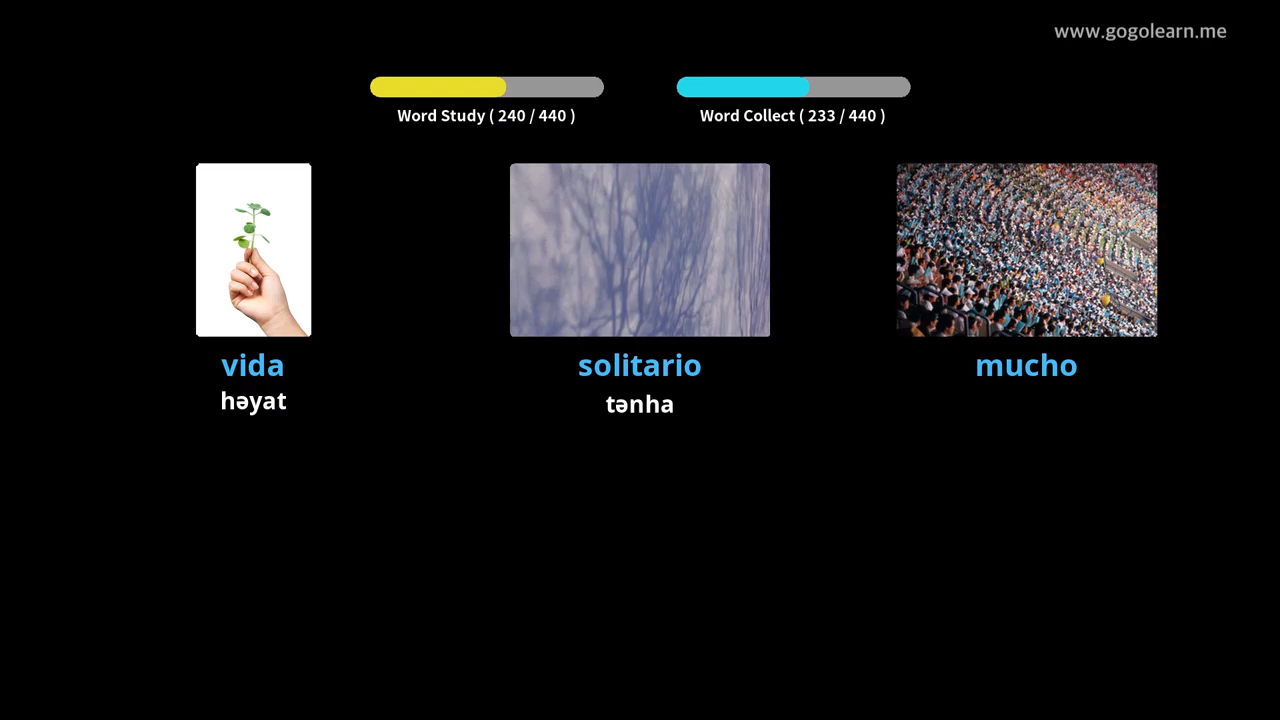 www.gogolearn.me
Word Study ( 240 / 440 )
Word Collect ( 233 / 440 )
vida
həyat
solitario
tənha
mucho